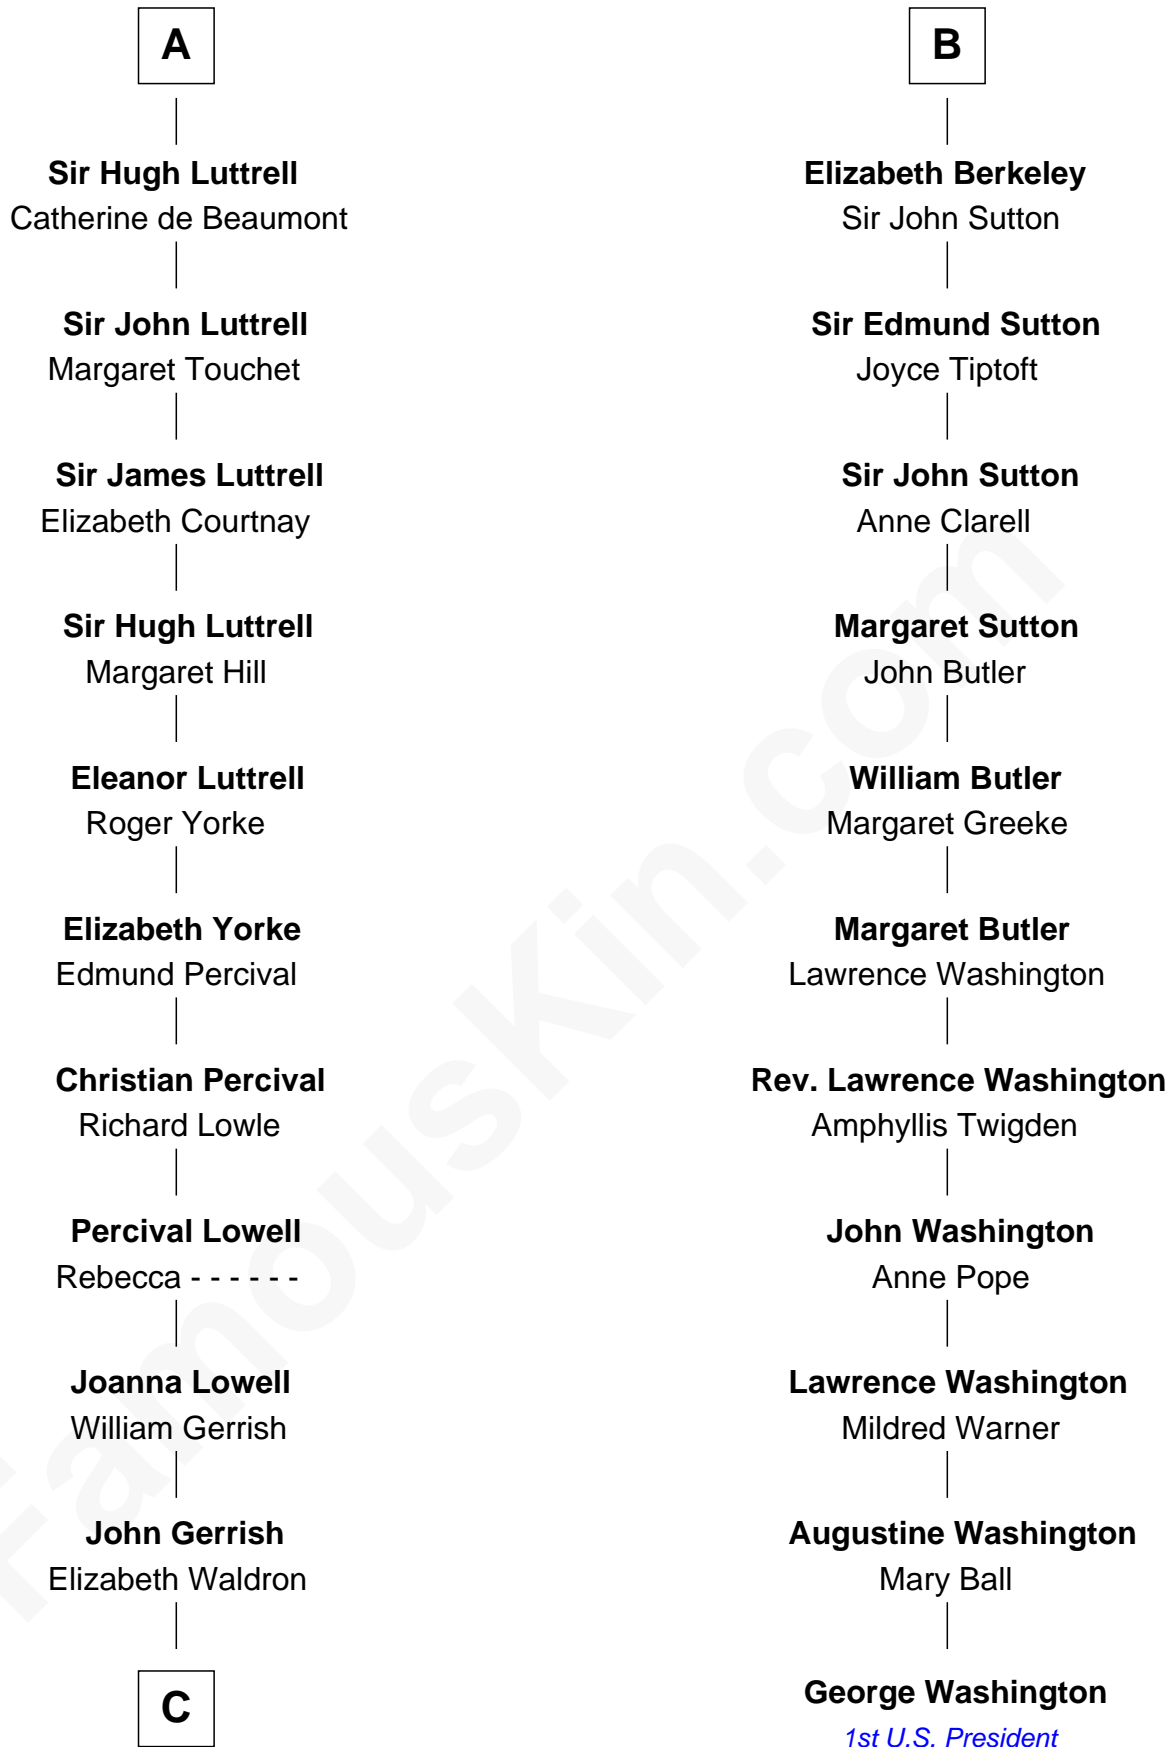 A
Sir Hugh Luttrell
Catherine de Beaumont
Sir John Luttrell
Margaret Touchet
Sir James Luttrell
Elizabeth Courtnay
Sir Hugh Luttrell
Margaret Hill
Eleanor Luttrell
Roger Yorke
Elizabeth Yorke
Edmund Percival
Christian Percival
Richard Lowle
Percival Lowell
Rebecca - - - - - -
Joanna Lowell
William Gerrish
John Gerrish
Elizabeth Waldron
C
B
Elizabeth Berkeley
Sir John Sutton
Sir Edmund Sutton
Joyce Tiptoft
Sir John Sutton
Anne Clarell
Margaret Sutton
John Butler
William Butler
Margaret Greeke
Margaret Butler
Lawrence Washington
Rev. Lawrence Washington
Amphyllis Twigden
John Washington
Anne Pope
Lawrence Washington
Mildred Warner
Augustine Washington
Mary Ball
George Washington
1st U.S. President
FamousKin.com